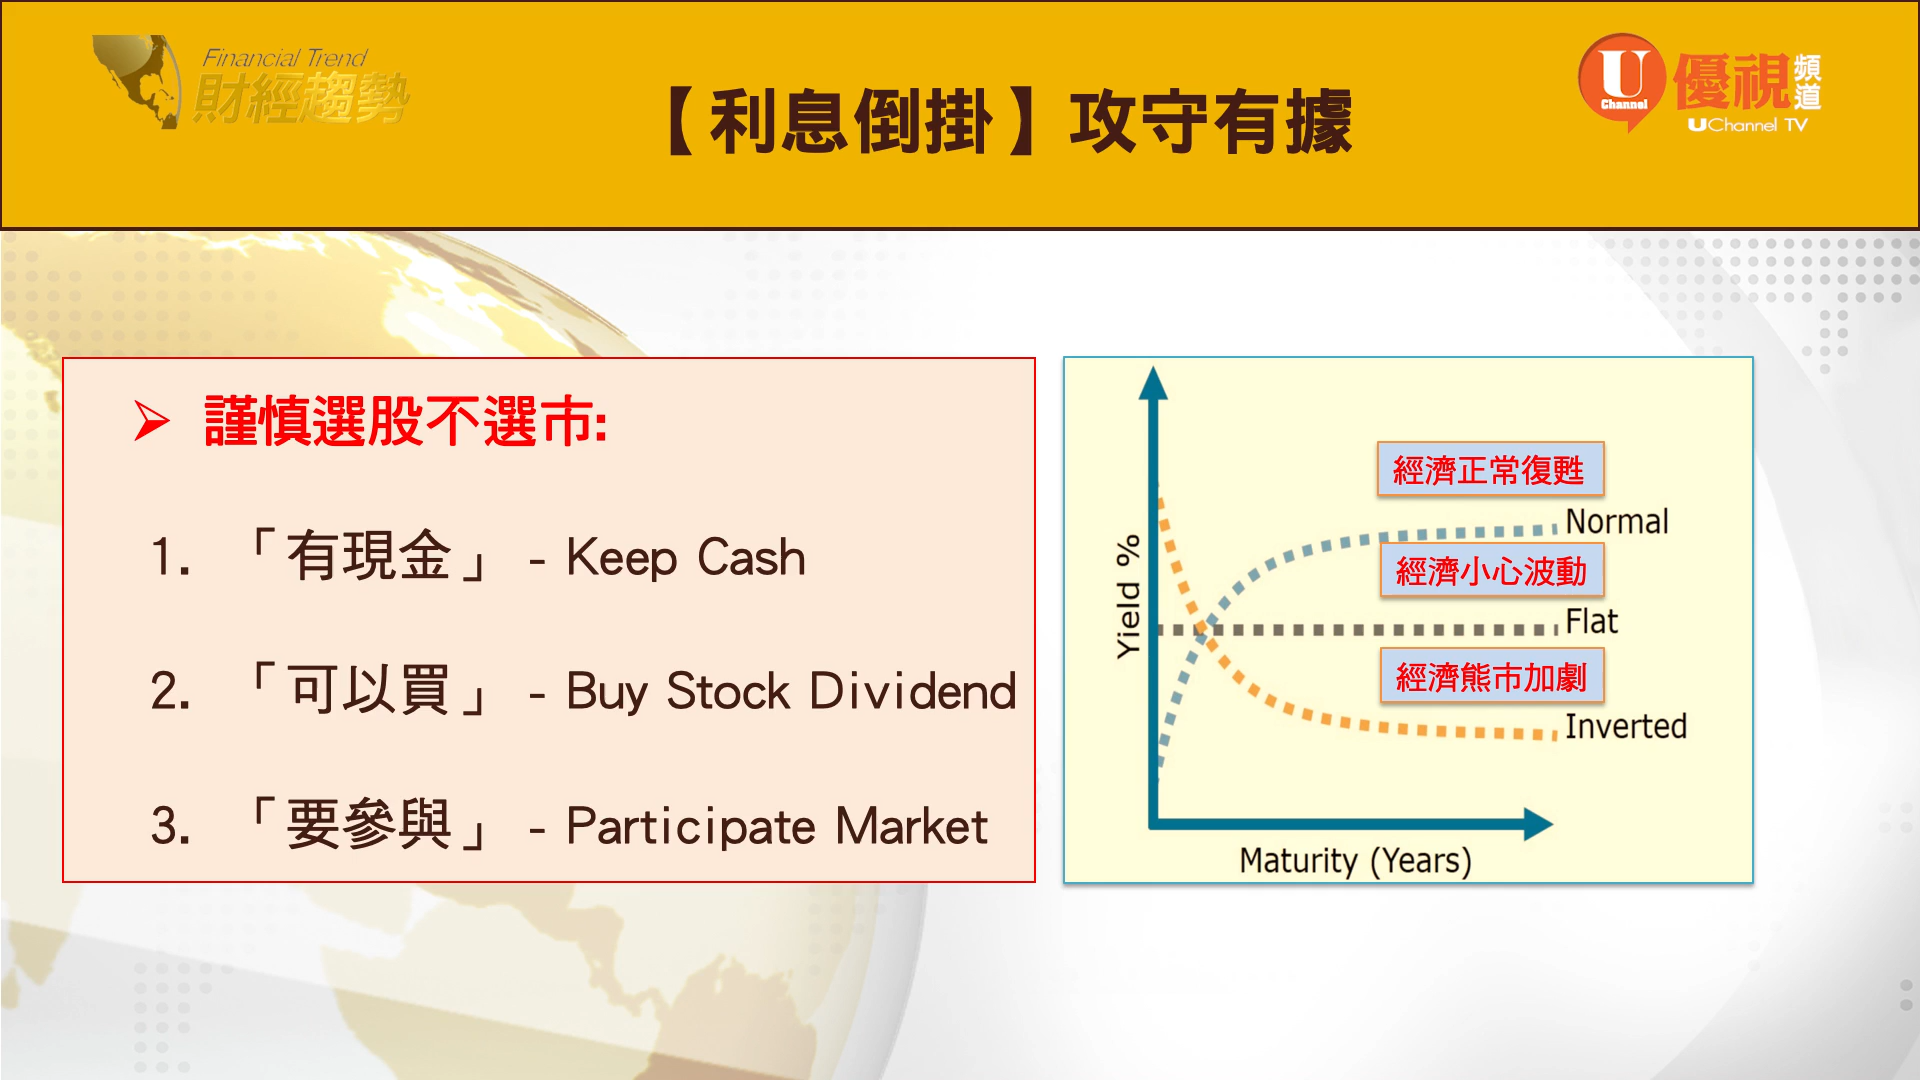 Financial Trend
財經趨勢
【利息倒掛】攻守有據
U
Channel
優視頻道
UChannel TV
➢ 謹慎選股不選市:
1. 「有現金」 - Keep Cash
2. 「可以買」 - Buy Stock Dividend
3. 「要參與」 - Participate Market
Yield %
經濟正常復甦
Normal
經濟小心波動
Flat
經濟熊市加劇
Inverted
Maturity (Years)